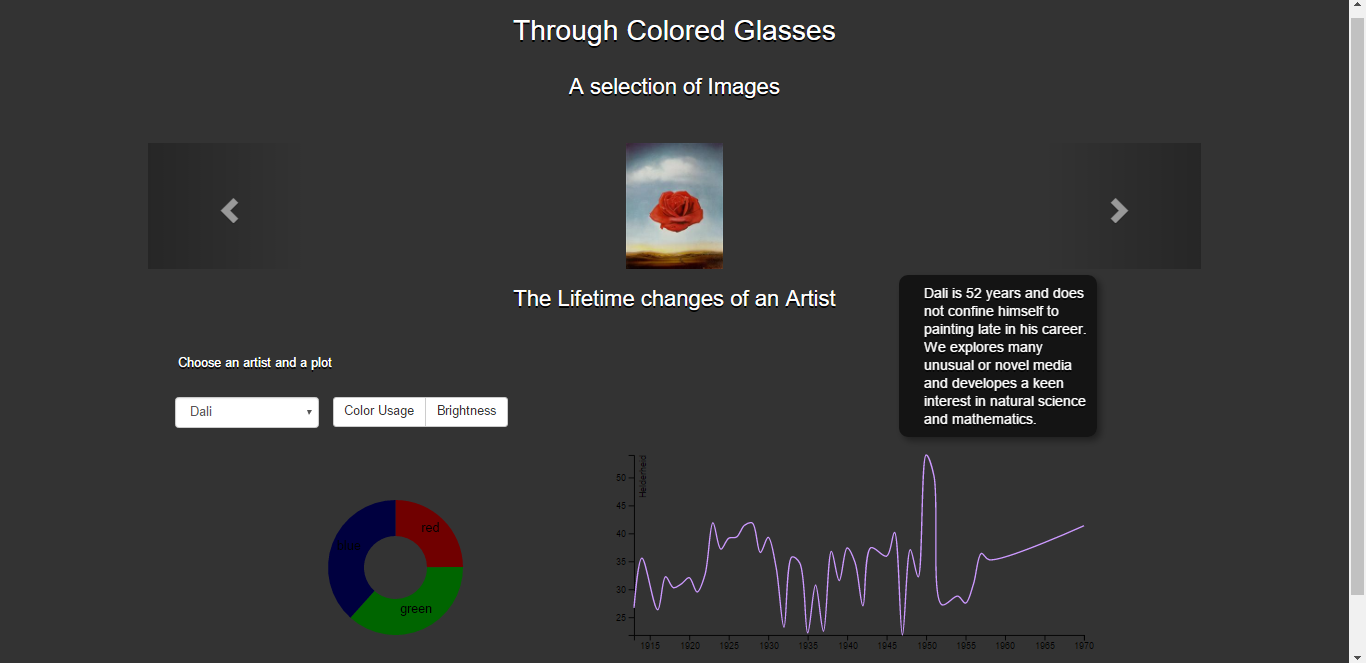 Through Colored Glasses
A selection of Images
The Lifetime changes of an Artist
Dali is 52 years and does
not confine himself to
painting late in his career.
We explores many
unusual or novel media
and developes a keen
interest in natural science
and mathematics.
Choose an artist and a plot
Dali
Color Usage
Brightness
red
blue
green
Helderheid
50
45
40
35
30
25
1915 1920 1925 1930 1935 1940 1945 1950 1955 1960 1965 1970